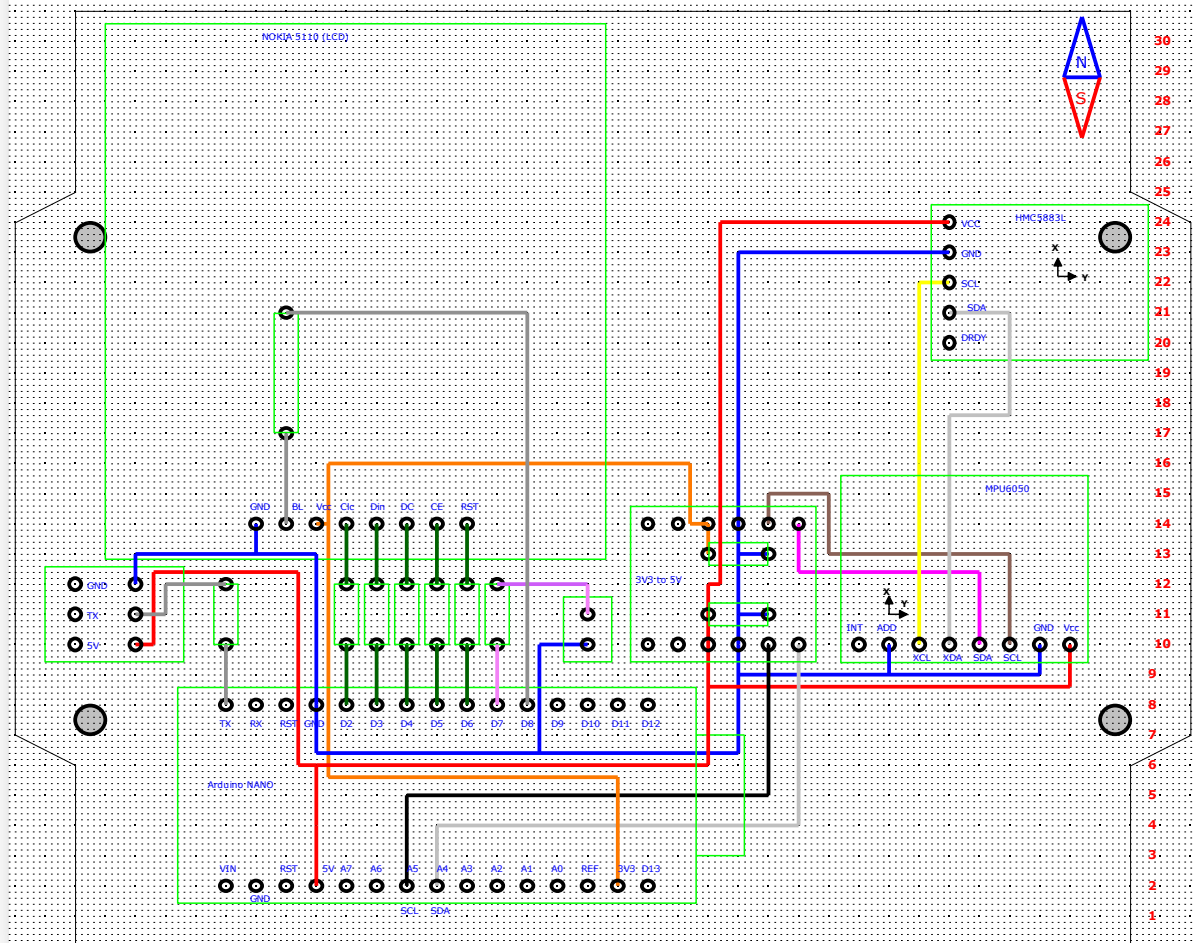 NOKIA 5110 (LCD)
N
S
30
29
28
27
26
25
24
23
22
21
20
19
18
17
16
15
14
13
12
11
10
9
8
7
6
5
4
3
2
1
HMC5883L
VCC
GND
SCL
SDA
DRDY
X
Y
GND BL Vcc Clc Din DC CE RST
MPU6050
3V3 to 5V
X
Y
INT ADD XCL XDA SDA SCL GND Vcc
GND
TX
5V
TX RX RST GND D2 D3 D4 D5 D6 D7 D8 D9 D10 D11 D12
Arduino NANO
VIN GND RST 5V A7 A6 A5 A4 A3 A2 A1 A0 REF 3V3 D13
SCL SDA